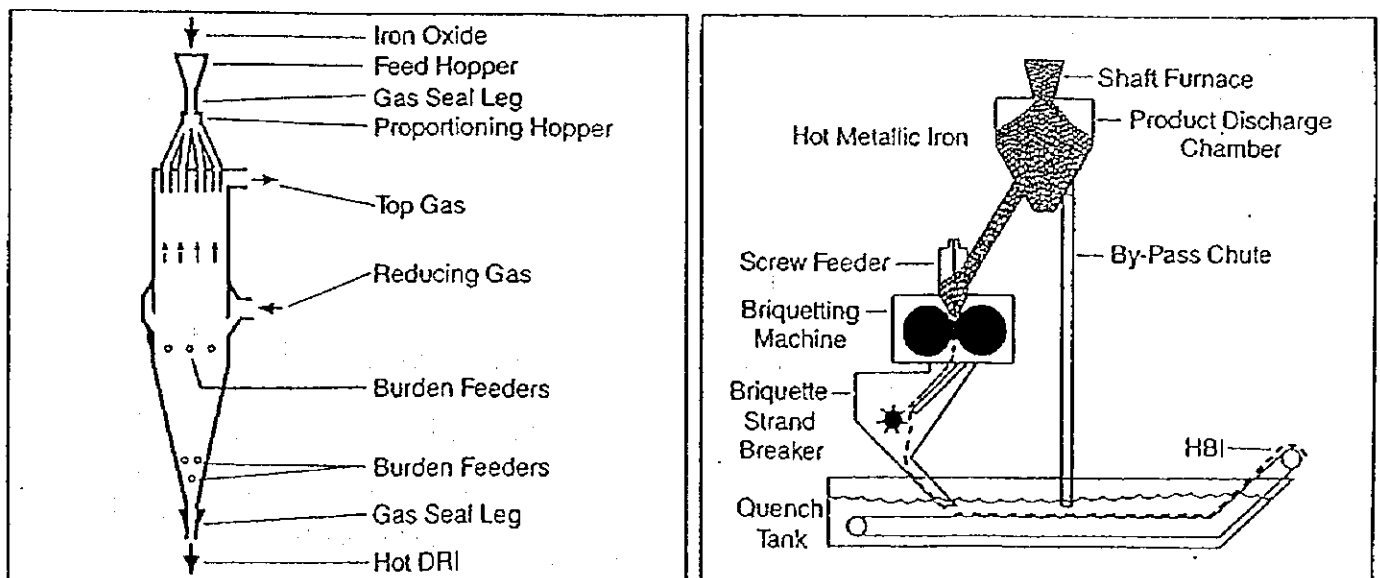 Iron Oxide
Feed Hopper
Gas Seal Leg
Proportioning Hopper
Top Gas
Reducing Gas
Burden Feeders
Burden Feeders
Gas Seal Leg
Hot DRI
Shaft Furnace
Hot Metallic Iron
Product Discharge
Chamber
Screw Feeder
By-Pass Chute
Briquetting
Machine
Briquette
Strand
Breaker
HBI
Quench
Tank